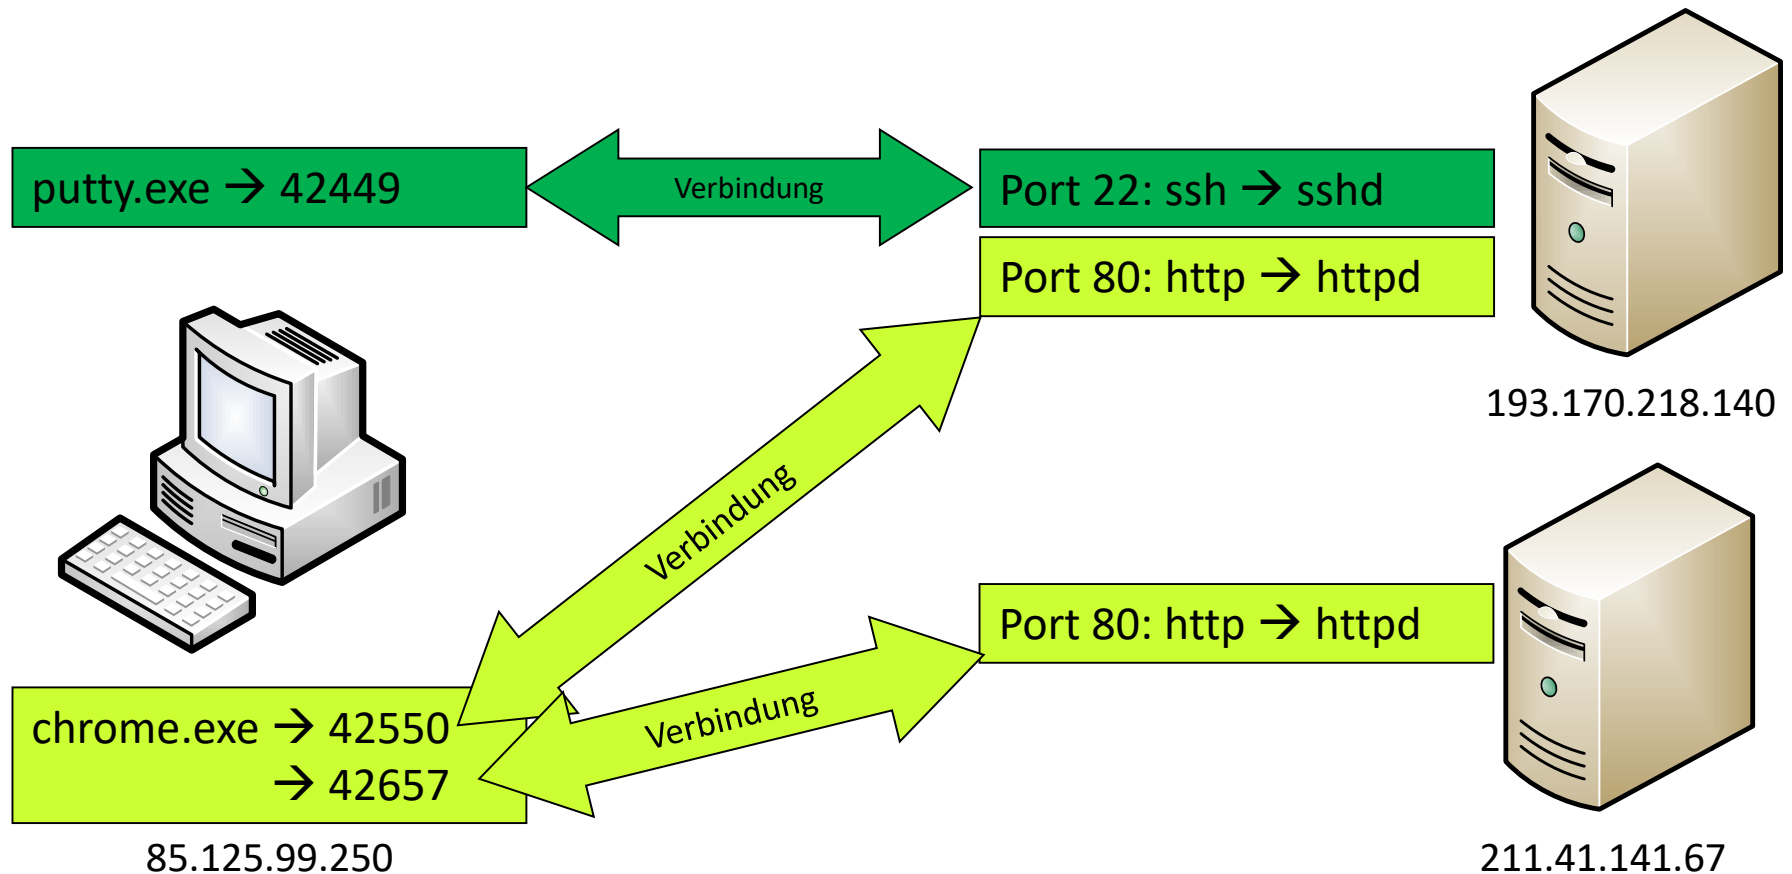 putty.exe → 42449
Verbindung
Port 22: ssh → sshd
Port 80: http → httpd
193.170.218.140
Verbindung
Port 80: http → httpd
Verbindung
chrome.exe → 42550
→ 42657
85.125.99.250
211.41.141.67